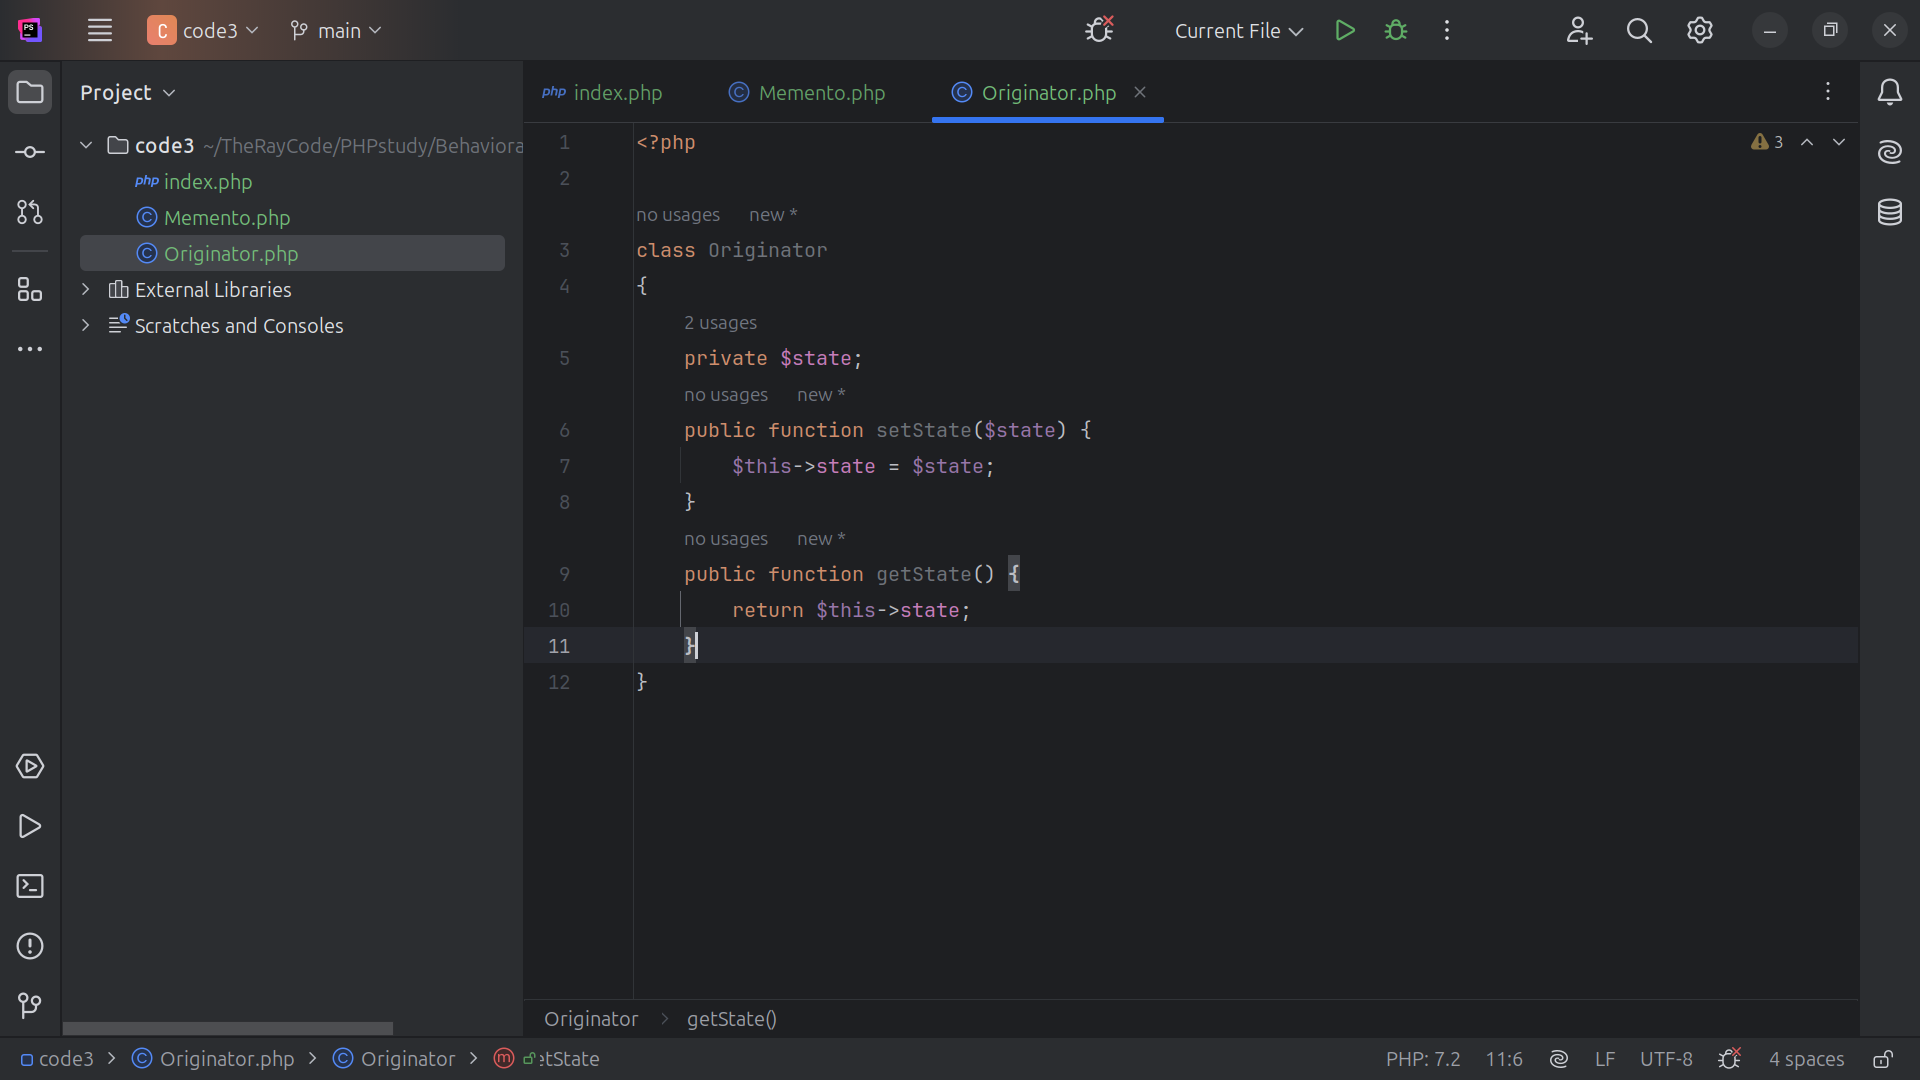 PS
C code3 main Current File
Project
code3 ~/TheRayCode/PHPstudy/Behaviora
php index.php
C Memento.php
C Originator.php
External Libraries
Scratches and Consoles
php index.php C Memento.php C Originator.php
3
1 <?php
2
no usages new *
3 class Originator
4 {
2 usages
5 private $state;
no usages new *
6 public function setState($state) {
7 $this->state = $state;
8 }
no usages new *
9 public function getState() {
10 return $this->state;
11 }
12 }
Originator > getState()
code3 > C Originator.php > C Originator > m etState
PHP: 7.2 11:6 LF UTF-8 4 spaces